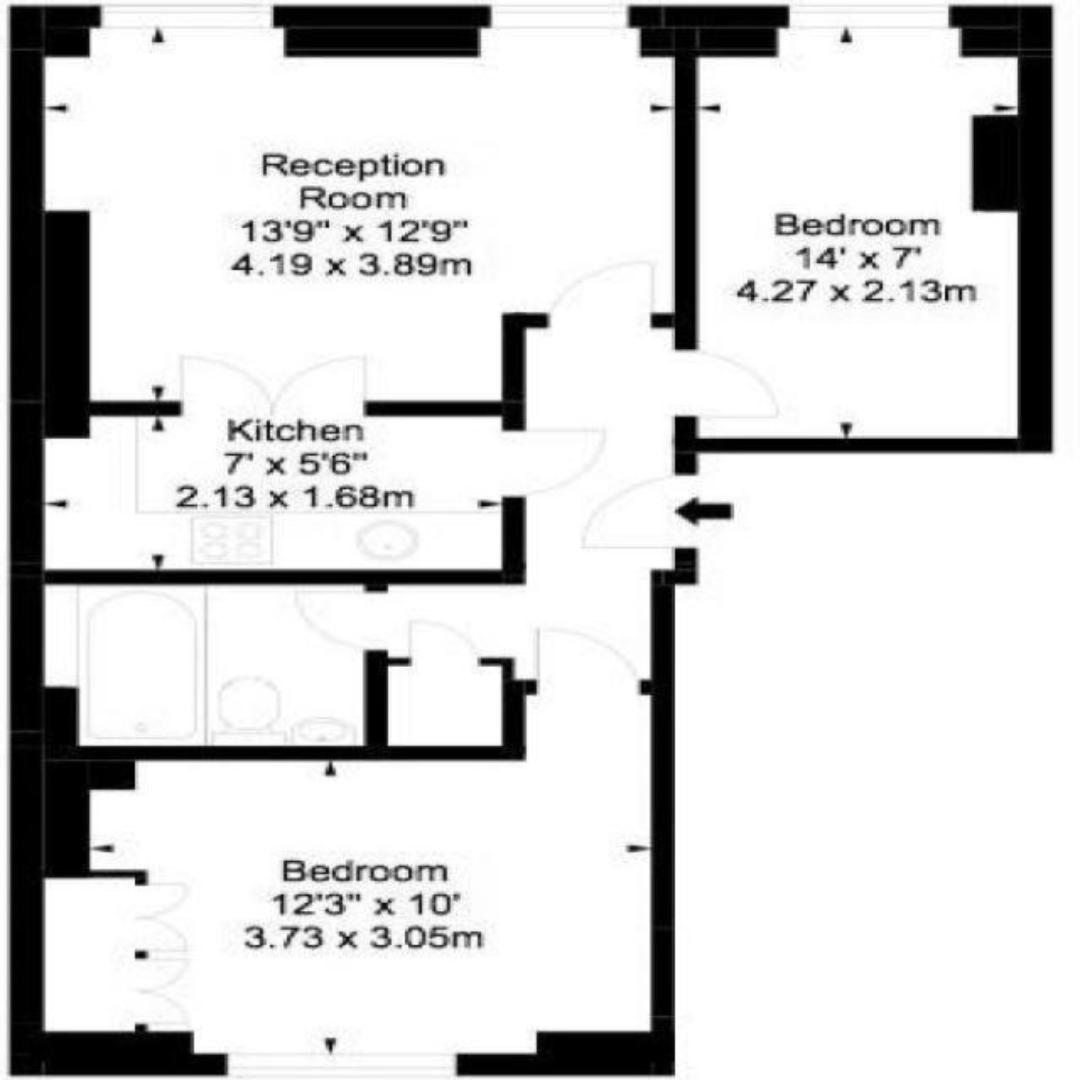 Reception
Room
13'9" x 12'9"
4.19 x 3.89m
Bedroom
14' x 7'
4.27 x 2.13m
Kitchen
7' x 5'6"
2.13 x 1.68m
Bedroom
12'3" x 10'
3.73 x 3.05m